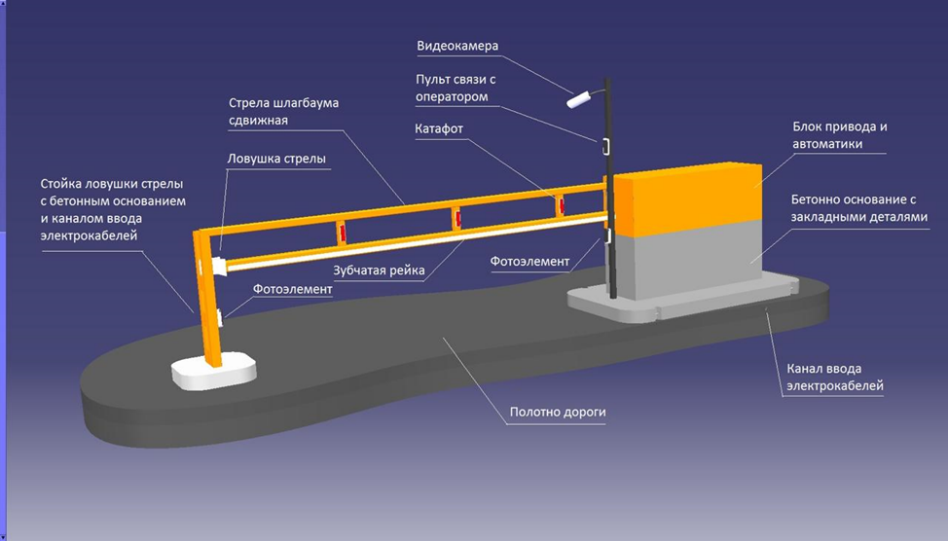 Видеокамера
Пульт связи с
оператором
Стрела шлагбаума
сдвижная
Катафот
Блок привода и
автоматики
Ловушка стрелы
Стойка ловушки стрелы
с бетонным основанием
и каналом ввода
электрокабелей
Бетонно основание с
закладными деталями
Зубчатая рейка
Фотоэлемент
Фотоэлемент
Канал ввода
электрокабелей
Полотно дороги